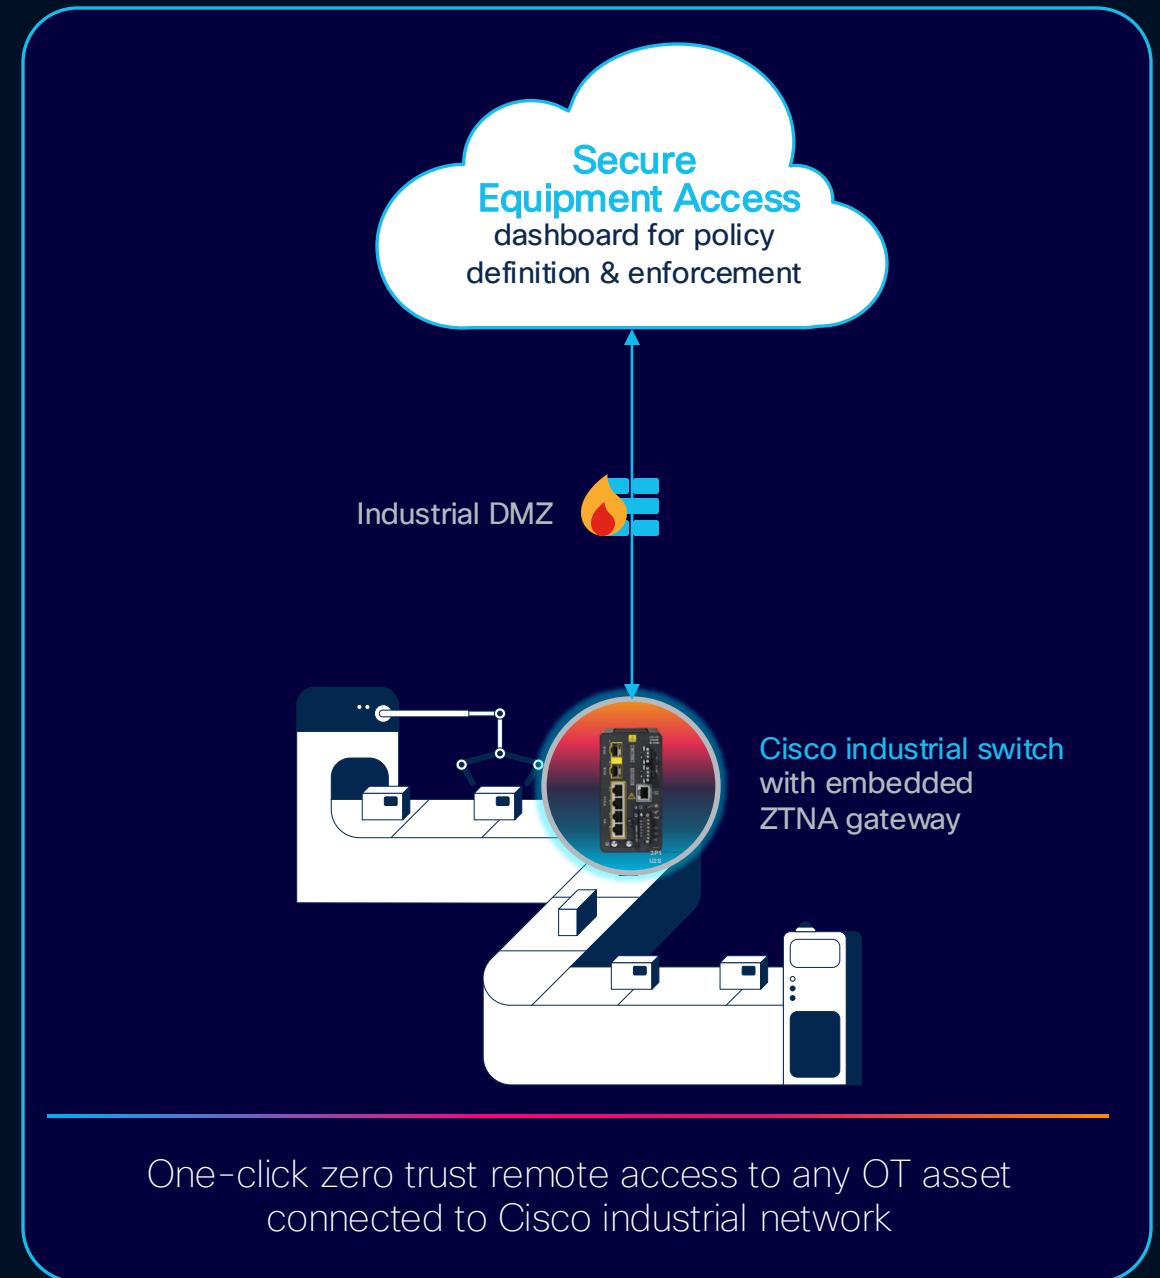 Secure
Equipment Access
dashboard for policy
definition & enforcement
Industrial DMZ
Cisco industrial switch
with embedded
ZTNA gateway
One-click zero trust remote access to any OT asset
connected to Cisco industrial network